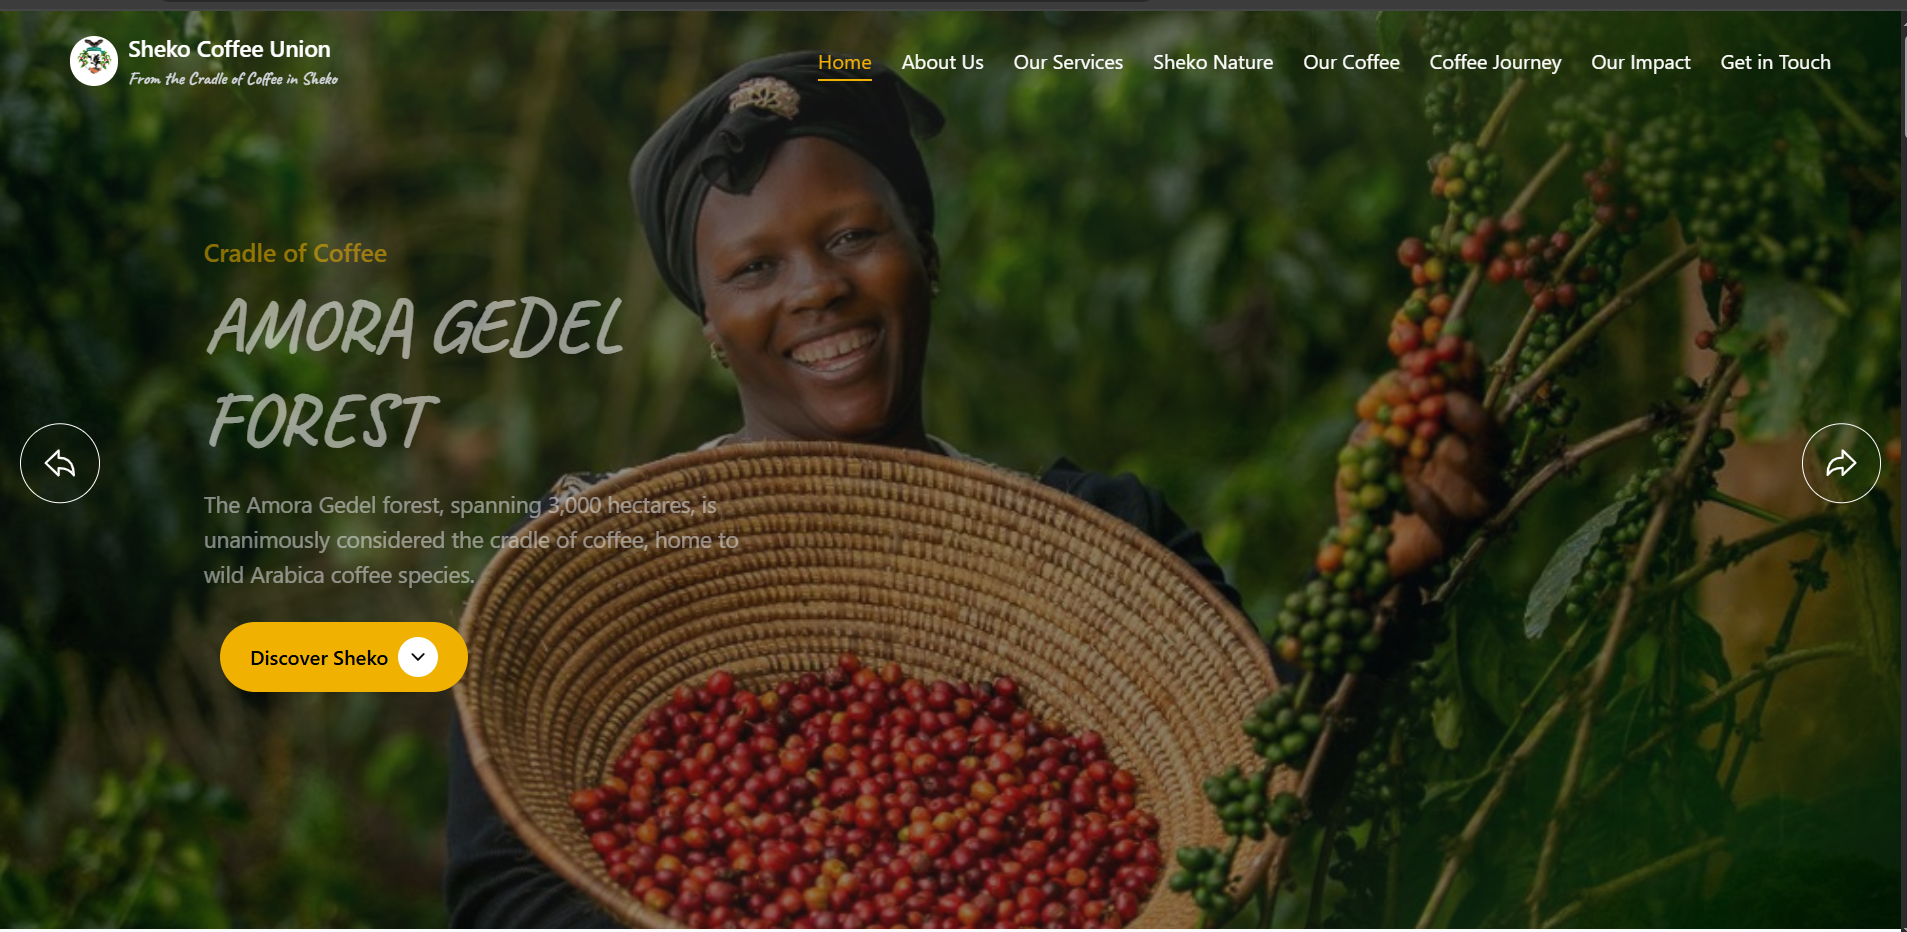 Sheko Coffee Union
From the Cradle of Coffee in Sheko
Home About Us Our Services Sheko Nature Our Coffee Coffee Journey Our Impact Get in Touch
Cradle of Coffee
AMORA GEDEL
FOREST
The Amora Gedel forest, spanning 3,000 hectares, is
unanimously considered the cradle of coffee, home to
wild Arabica coffee species.
Discover Sheko